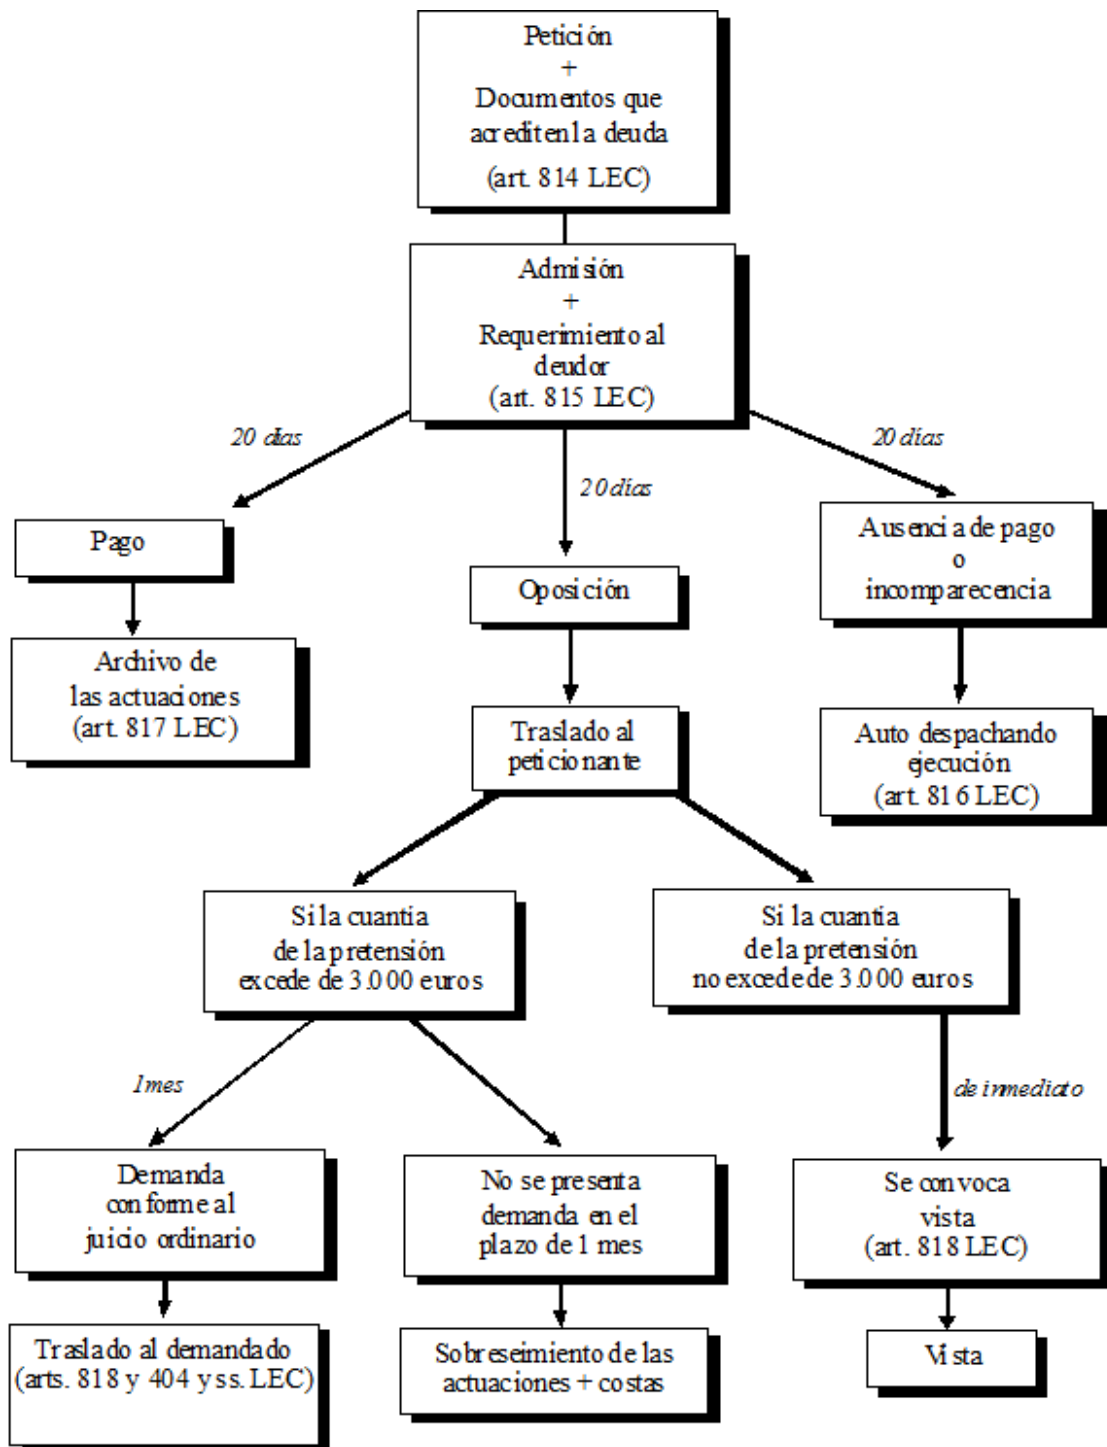 Petición
+
Documentos que
acrediten la deuda
(art. 814 LEC)
Admisión
+
Requerimiento al
deudor
(art. 815 LEC)
20 dias
20 días
20 días
Pago
Oposición
Ausencia de pago
o
incomparecencia
Archivo de
las actuaciones
(art. 817 LEC)
Traslado al
peticionante
Auto despachando
ejecución
(art. 816 LEC)
Si la cuantía
de la pretensión
excede de 3.000 euros
Si la cuantía
de la pretensión
no excede de 3.000 euros
1 mes
de inmediato
Demanda
conforme al
juicio ordinario
No se presenta
demanda en el
plazo de 1 mes
Se convoca
vista
(art. 818 LEC)
Traslado al demandado
(arts. 818 y 404 y ss. LEC)
Sobreseimiento de las
actuaciones + costas
Vista